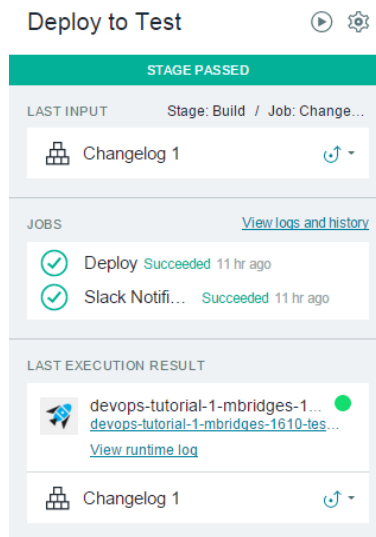 Deploy to Test
STAGE PASSED
LAST INPUT Stage: Build / Job: Change...
Changelog 1
JOBS View logs and history
Deploy Succeeded 11 hr ago
Slack Notifi... Succeeded 11 hr ago
LAST EXECUTION RESULT
devops-tutorial-1-mbridges-1...
devops-tutorial-1-mbridges-1610-tes...
View runtime log
Changelog 1